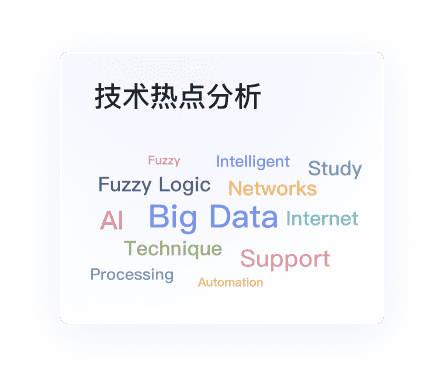 技术热点分析
Fuzzy
Intelligent
Study
Fuzzy Logic
Networks
AI
Big Data
Internet
Technique
Support
Processing
Automation